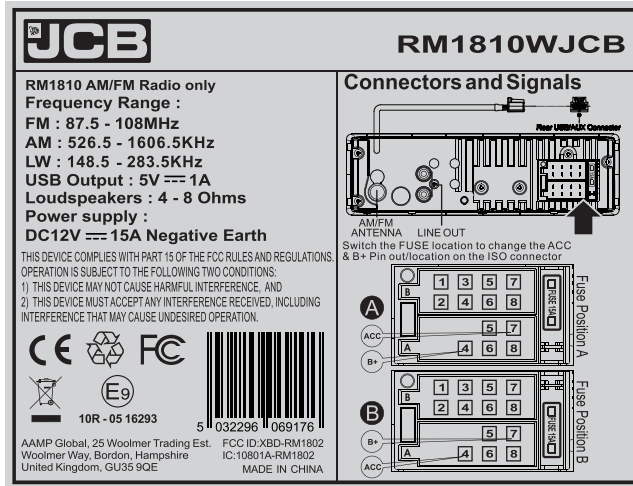 JCB
RM1810WJCB
RM1810 AM/FM Radio only
Frequency Range :
FM : 87.5 - 108MHz
AM : 526.5 - 1606.5KHz
LW : 148.5 - 283.5KHz
USB Output : 5V 1A
Loudspeakers : 4 - 8 Ohms
Power supply :
DC12V 15A Negative Earth
THIS DEVICE COMPLIES WITH PART 15 OF THE FCC RULES AND REGULATIONS.
OPERATION IS SUBJECT TO THE FOLLOWING TWO CONDITIONS:
1) THIS DEVICE MAY NOT CAUSE HARMFUL INTERFERENCE, AND
2) THIS DEVICE MUST ACCEPT ANY INTERFERENCE RECEIVED, INCLUDING
INTERFERENCE THAT MAY CAUSE UNDESIRED OPERATION.
CE FC
E9
10R - 05 16293
5 032296 069176
AAMP Global, 25 Woolmer Trading Est.
Woolmer Way, Bordon, Hampshire
United Kingdom, GU35 9QE
FCC ID:XBD-RM1802
IC:10801A-RM1802
MADE IN CHINA
Connectors and Signals
Rear USB/AUX Connector
AM/FM
ANTENNA
LINE OUT
Switch the FUSE location to change the ACC
& B+ Pin out/location on the ISO connector
A
B
1 3 5 7
2 4 6 8
5 7
A 4 6 8
ACC
B+
FUSE 15A
Fuse Position A
B
B
1 3 5 7
2 4 6 8
5 7
A 4 6 8
B+
ACC
FUSE 15A
Fuse Position B